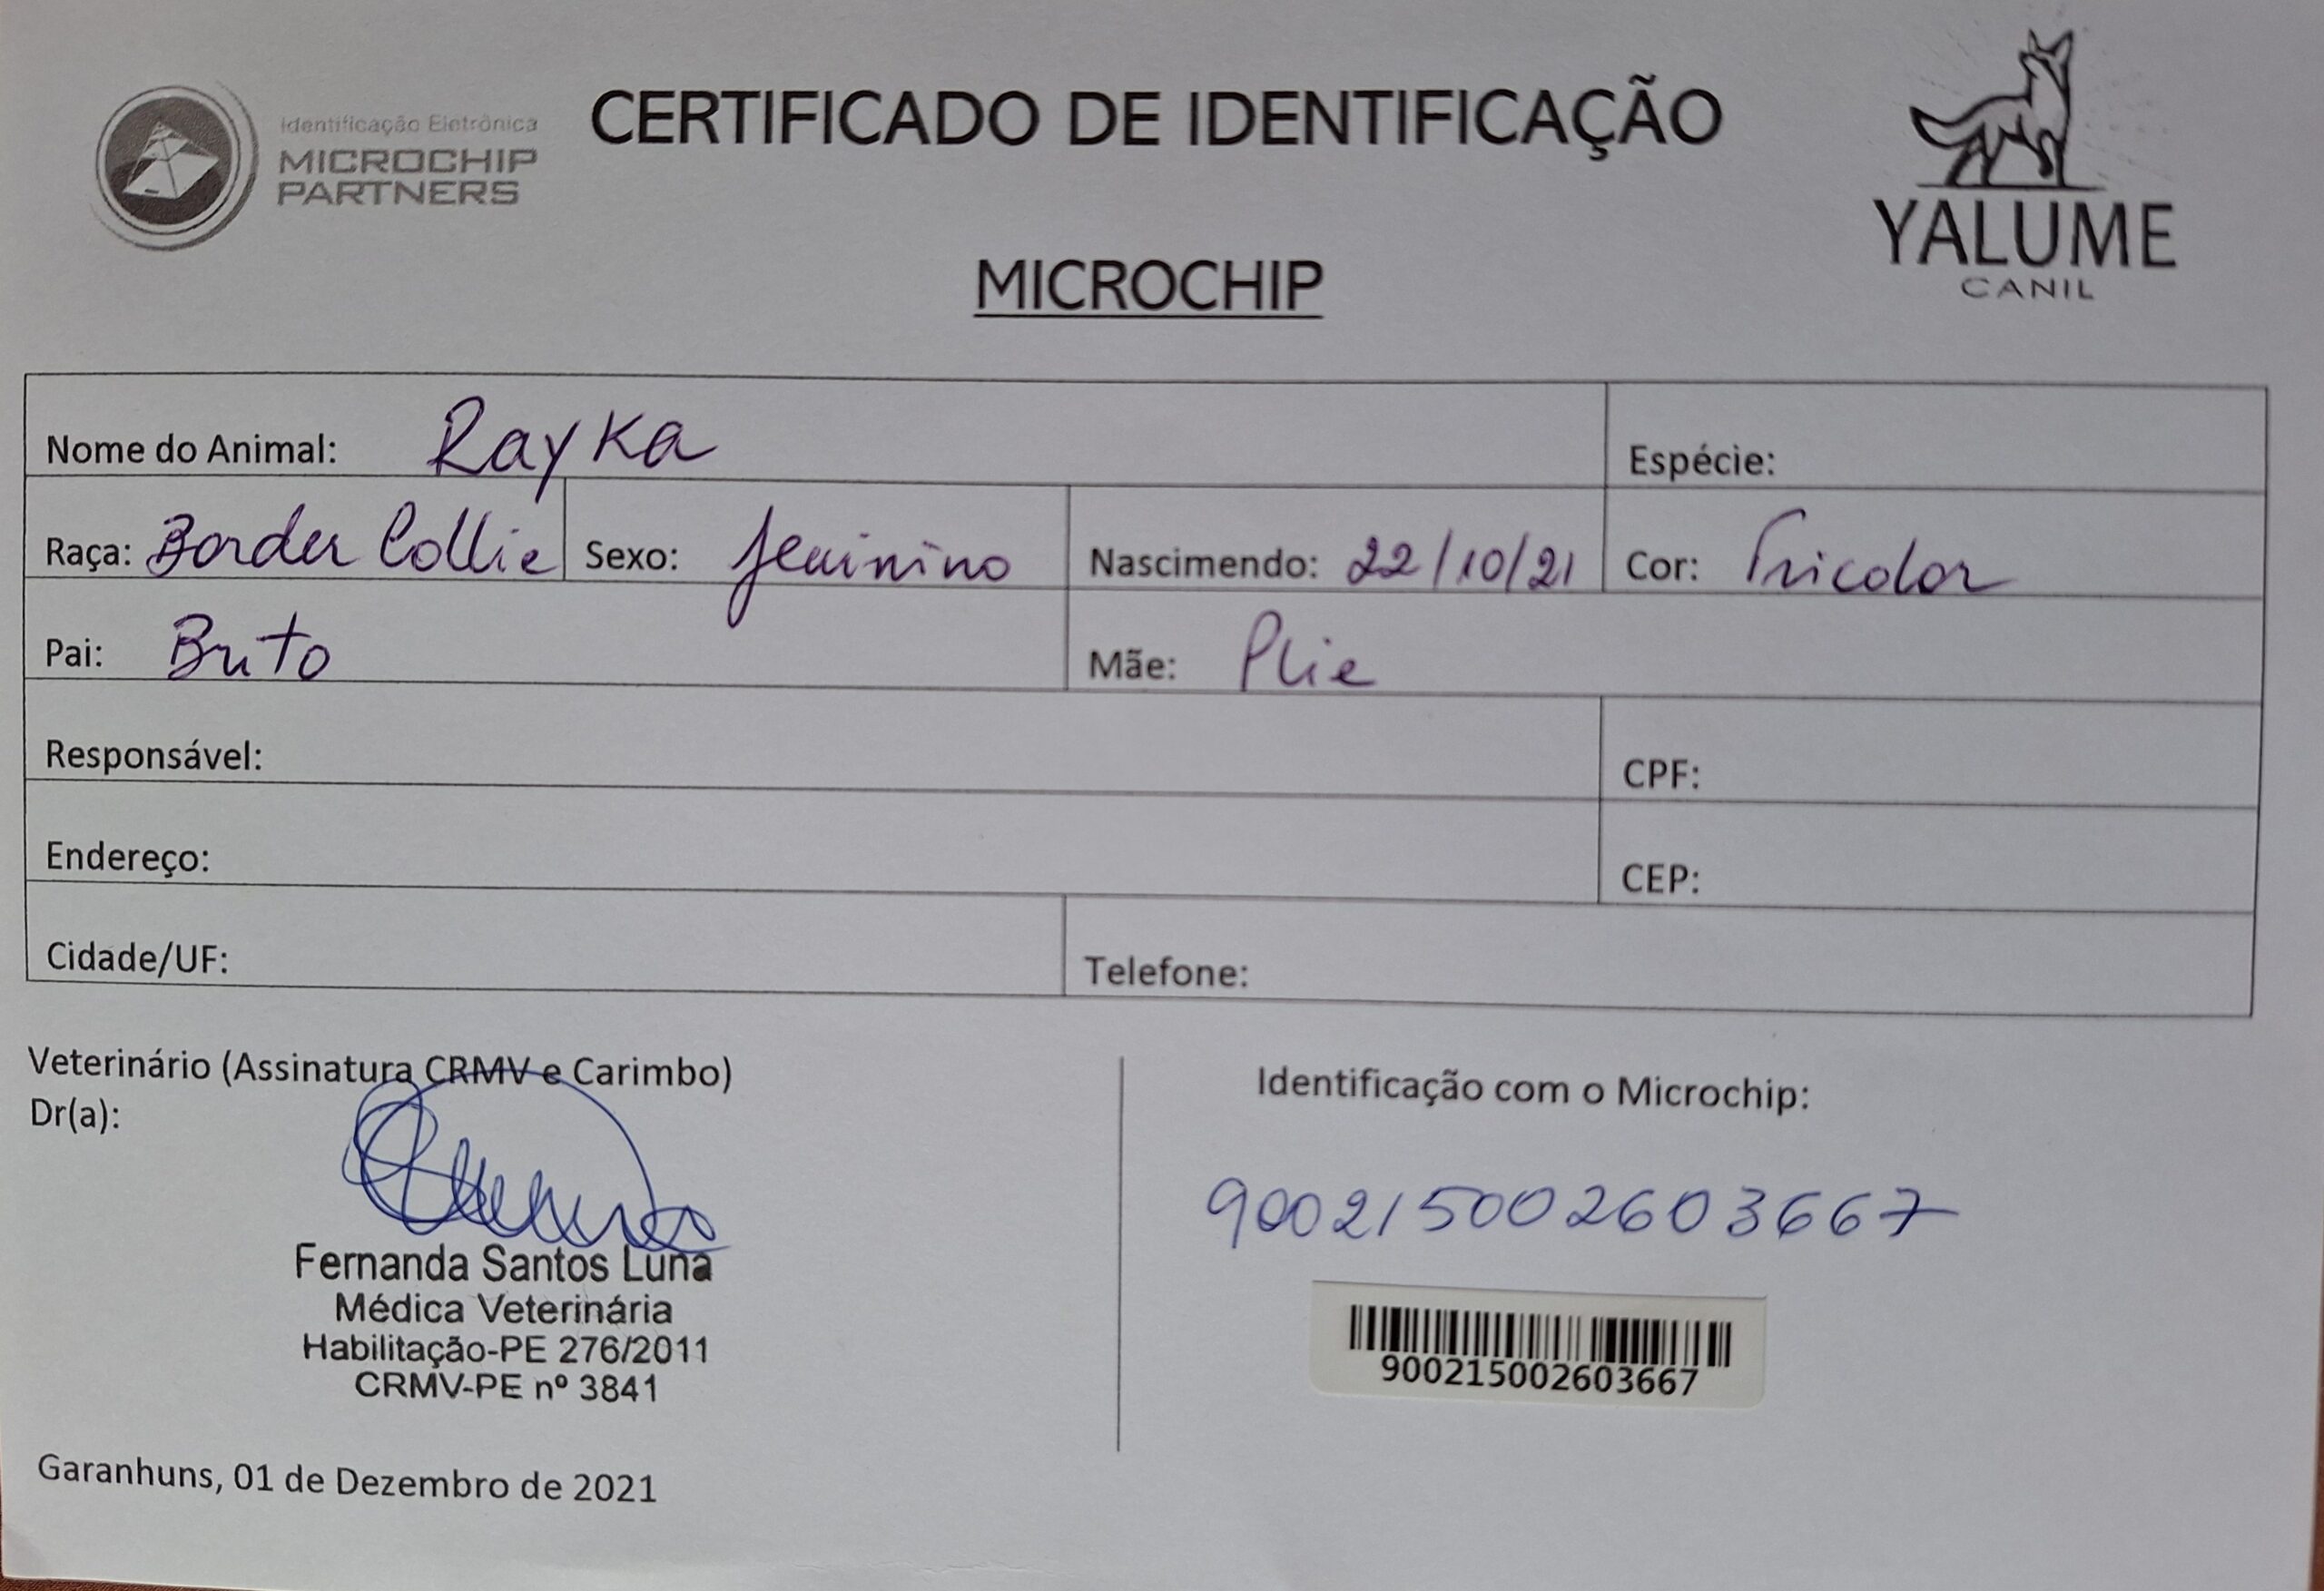 Identificação Eletrônica
MICROCHIP
PARTNERS
CERTIFICADO DE IDENTIFICAÇÃO
MICROCHIP
YALUME
CANIL
Nome do Animal: Rayka
Espécie:
Raça: Border Collie
Sexo: feminino
Nascimendo: 22/10/21
Cor: Tricolor
Pai: Bruto
Mãe: Plie
Responsável:
CPF:
Endereço:
CEP:
Cidade/UF:
Telefone:
Veterinário (Assinatura CRMV e Carimbo)
Dr(a):
Fernanda Santos Luna
Médica Veterinária
Habilitação-PE 276/2011
CRMV-PE nº 3841
Garanhuns, 01 de Dezembro de 2021
Identificação com o Microchip:
900215002603667
900215002603667